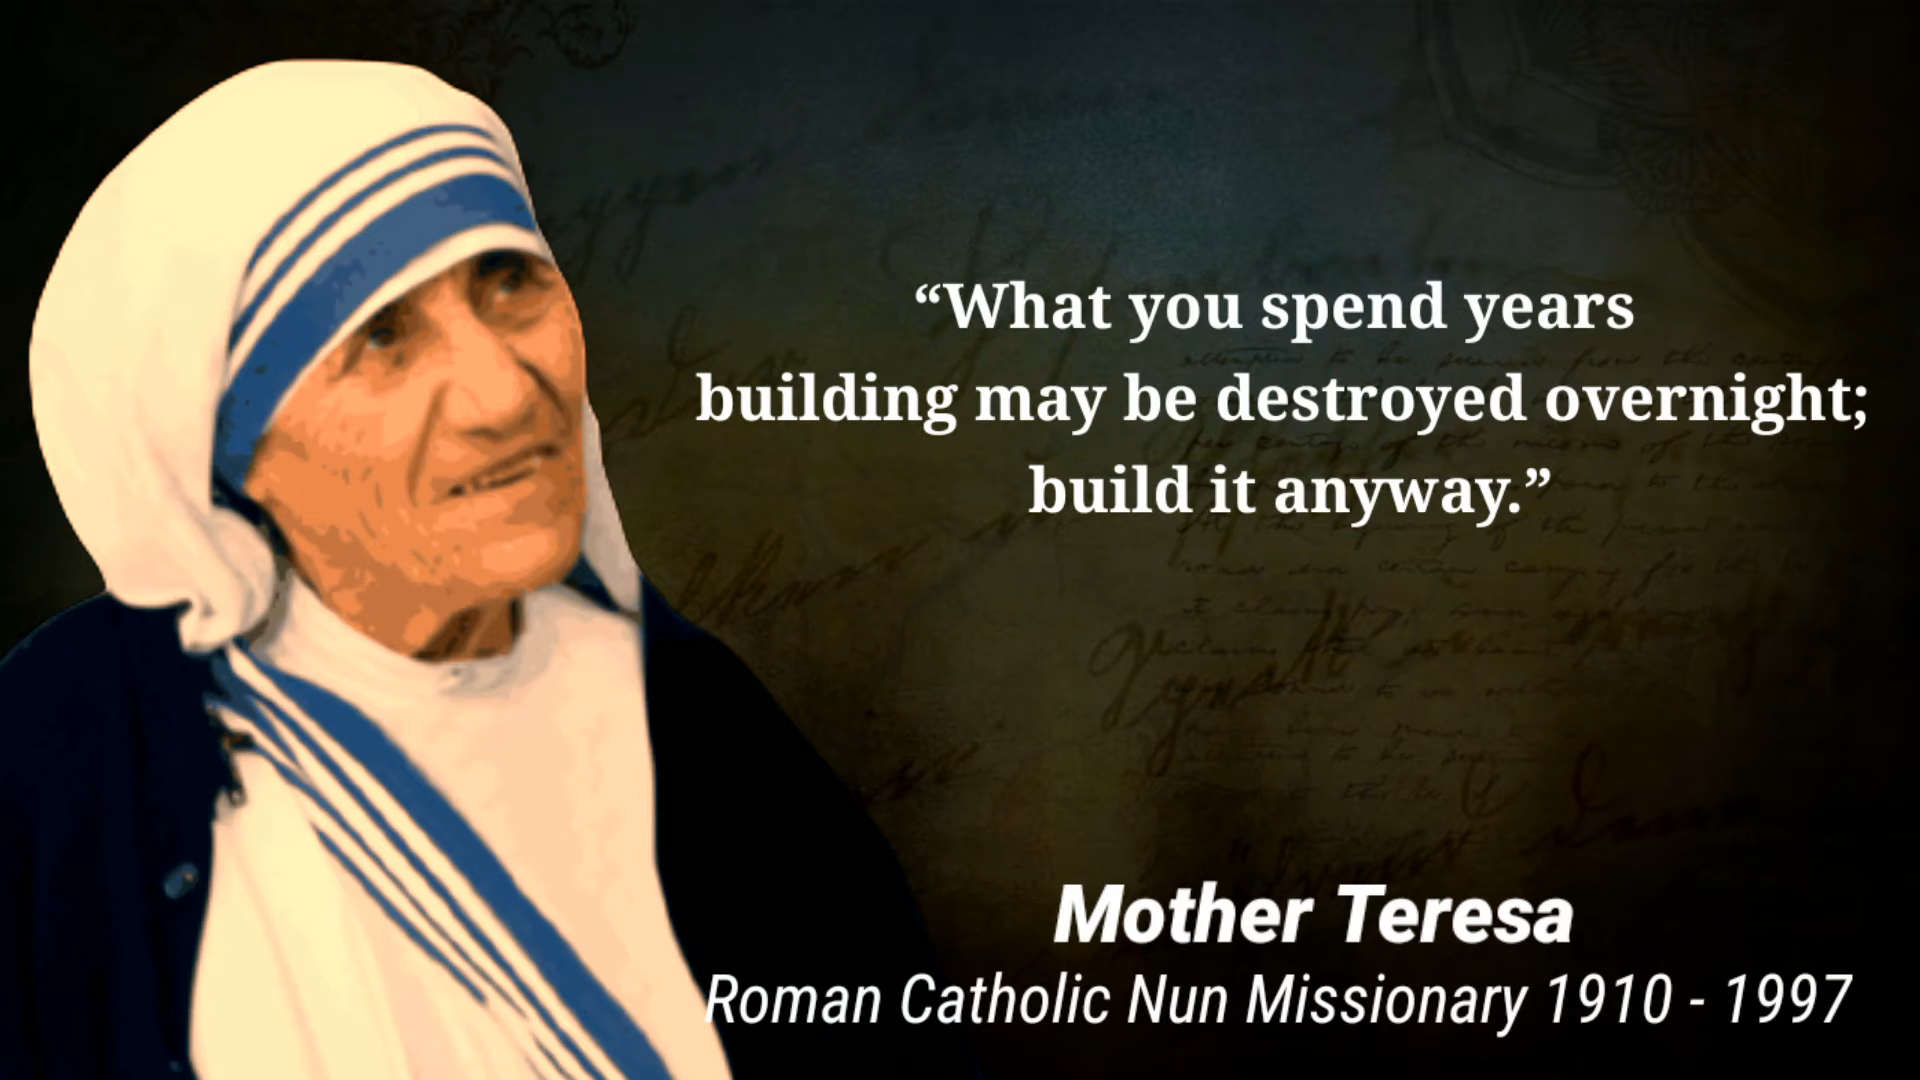 “What you spend years
building may be destroyed overnight;
build it anyway.”
Mother Teresa
Roman Catholic Nun Missionary 1910 - 1997